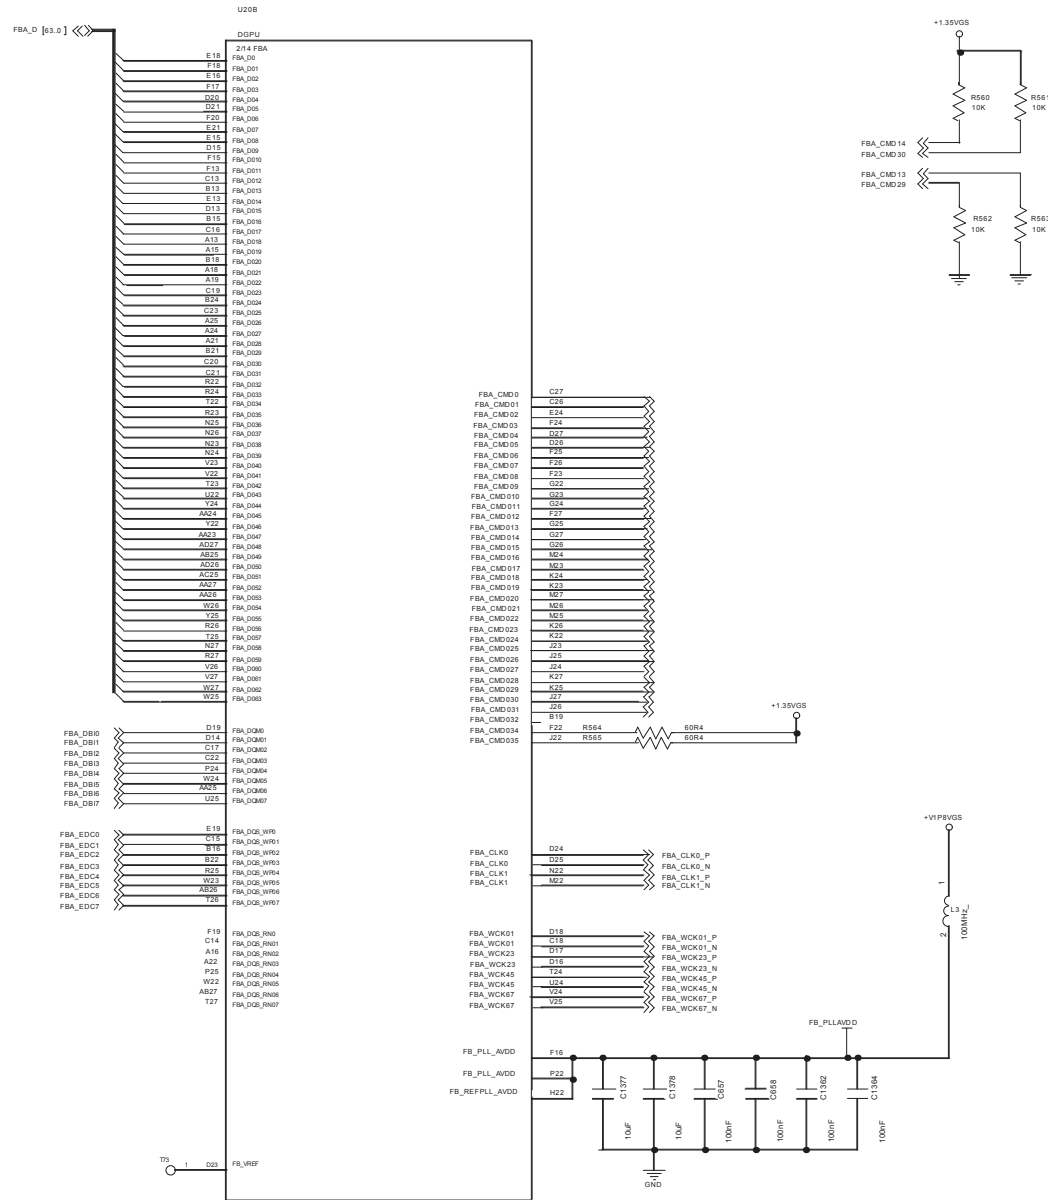 U20B
FBA_D [63..0 ]
DGPU
2/14 FBA
E18 FBA_D0
F18 FBA_D01
E16 FBA_D02
F17 FBA_D03
D20 FBA_D04
D21 FBA_D05
F20 FBA_D06
E21 FBA_D07
E15 FBA_D08
D15 FBA_D09
F15 FBA_D010
F13 FBA_D011
C13 FBA_D012
B13 FBA_D013
E13 FBA_D014
D13 FBA_D015
B15 FBA_D016
C16 FBA_D017
A13 FBA_D018
A15 FBA_D019
B18 FBA_D020
A18 FBA_D021
A19 FBA_D022
C19 FBA_D023
B24 FBA_D024
C23 FBA_D025
A25 FBA_D026
A24 FBA_D027
A21 FBA_D028
B21 FBA_D029
C20 FBA_D030
C21 FBA_D031
R22 FBA_D032
R24 FBA_D033
T22 FBA_D034
R23 FBA_D035
N25 FBA_D036
N26 FBA_D037
N23 FBA_D038
N24 FBA_D039
V23 FBA_D040
V22 FBA_D041
T23 FBA_D042
U22 FBA_D043
Y24 FBA_D044
AA24 FBA_D045
Y22 FBA_D046
AA23 FBA_D047
AD27 FBA_D048
AB25 FBA_D049
AD26 FBA_D050
AC25 FBA_D051
AA27 FBA_D052
AA26 FBA_D053
W26 FBA_D054
Y25 FBA_D055
R26 FBA_D056
T25 FBA_D057
N27 FBA_D058
R27 FBA_D059
V26 FBA_D060
V27 FBA_D061
W27 FBA_D062
W25 FBA_D063
FBA_DBI0 D19 FBA_DQM0
FBA_DBI1 D14 FBA_DQM01
FBA_DBI2 C17 FBA_DQM02
FBA_DBI3 C22 FBA_DQM03
FBA_DBI4 P24 FBA_DQM04
FBA_DBI5 W24 FBA_DQM05
FBA_DBI6 AA25 FBA_DQM06
FBA_DBI7 U25 FBA_DQM07
FBA_EDC0 E19 FBA_DQS_WP0
FBA_EDC1 C15 FBA_DQS_WP01
FBA_EDC2 B16 FBA_DQS_WP02
FBA_EDC3 B22 FBA_DQS_WP03
FBA_EDC4 R25 FBA_DQS_WP04
FBA_EDC5 W23 FBA_DQS_WP05
FBA_EDC6 AB26 FBA_DQS_WP06
FBA_EDC7 T26 FBA_DQS_WP07
F19 FBA_DQS_RN0
C14 FBA_DQS_RN01
A16 FBA_DQS_RN02
A22 FBA_DQS_RN03
P25 FBA_DQS_RN04
W22 FBA_DQS_RN05
AB27 FBA_DQS_RN06
T27 FBA_DQS_RN07
T73 1 D23 FB_VREF
FBA_CMD0 C27
FBA_CMD01 C26
FBA_CMD02 E24
FBA_CMD03 F24
FBA_CMD04 D27
FBA_CMD05 D26
FBA_CMD06 F25
FBA_CMD07 F26
FBA_CMD08 F23
FBA_CMD09 G22
FBA_CMD010 G23
FBA_CMD011 G24
FBA_CMD012 F27
FBA_CMD013 G25
FBA_CMD014 G27
FBA_CMD015 G26
FBA_CMD016 M24
FBA_CMD017 M23
FBA_CMD018 K24
FBA_CMD019 K23
FBA_CMD020 M27
FBA_CMD021 M26
FBA_CMD022 M25
FBA_CMD023 K26
FBA_CMD024 K22
FBA_CMD025 J23
FBA_CMD026 J25
FBA_CMD027 J24
FBA_CMD028 K27
FBA_CMD029 K25
FBA_CMD030 J27
FBA_CMD031 J26
FBA_CMD032 B19
FBA_CMD034 F22 R564 60R4
FBA_CMD035 J22 R565 60R4
+1.35VGS
FBA_CLK0 D24 FBA_CLK0_P
FBA_CLK0 D25 FBA_CLK0_N
FBA_CLK1 N22 FBA_CLK1_P
FBA_CLK1 M22 FBA_CLK1_N
FBA_WCK01 D18 FBA_WCK01_P
FBA_WCK01 C18 FBA_WCK01_N
FBA_WCK23 D17 FBA_WCK23_P
FBA_WCK23 D16 FBA_WCK23_N
FBA_WCK45 T24 FBA_WCK45_P
FBA_WCK45 U24 FBA_WCK45_N
FBA_WCK67 V24 FBA_WCK67_P
FBA_WCK67 V25 FBA_WCK67_N
FB_PLL_AVDD F16
FB_PLL_AVDD P22
FB_REFPLL_AVDD H22
+1.35VGS
R560
10K
R561
10K
FBA_CMD14
FBA_CMD30
FBA_CMD13
FBA_CMD29
R562
10K
R563
10K
+V1P8VGS
1
L3
100MHz_
2
FB_PLLAVDD
C1377
10uF
C1378
10uF
C657
100nF
C658
100nF
C1362
100nF
C1364
100nF
GND